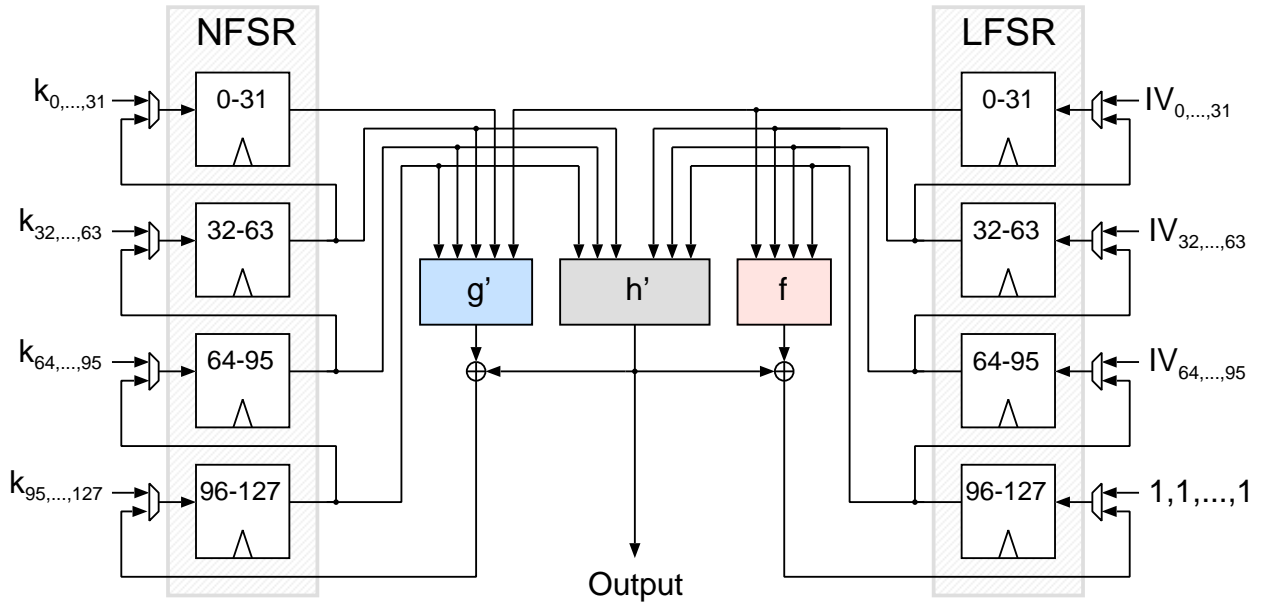 NFSR LFSR
k0,...,31 0-31 0-31 IV0,...,31
k32,...,63 32-63 32-63 IV32,...,63
g’ h’ f
k64,...,95 64-95 64-95 IV64,...,95
k95,...,127 96-127 96-127 1,1,...,1
Output